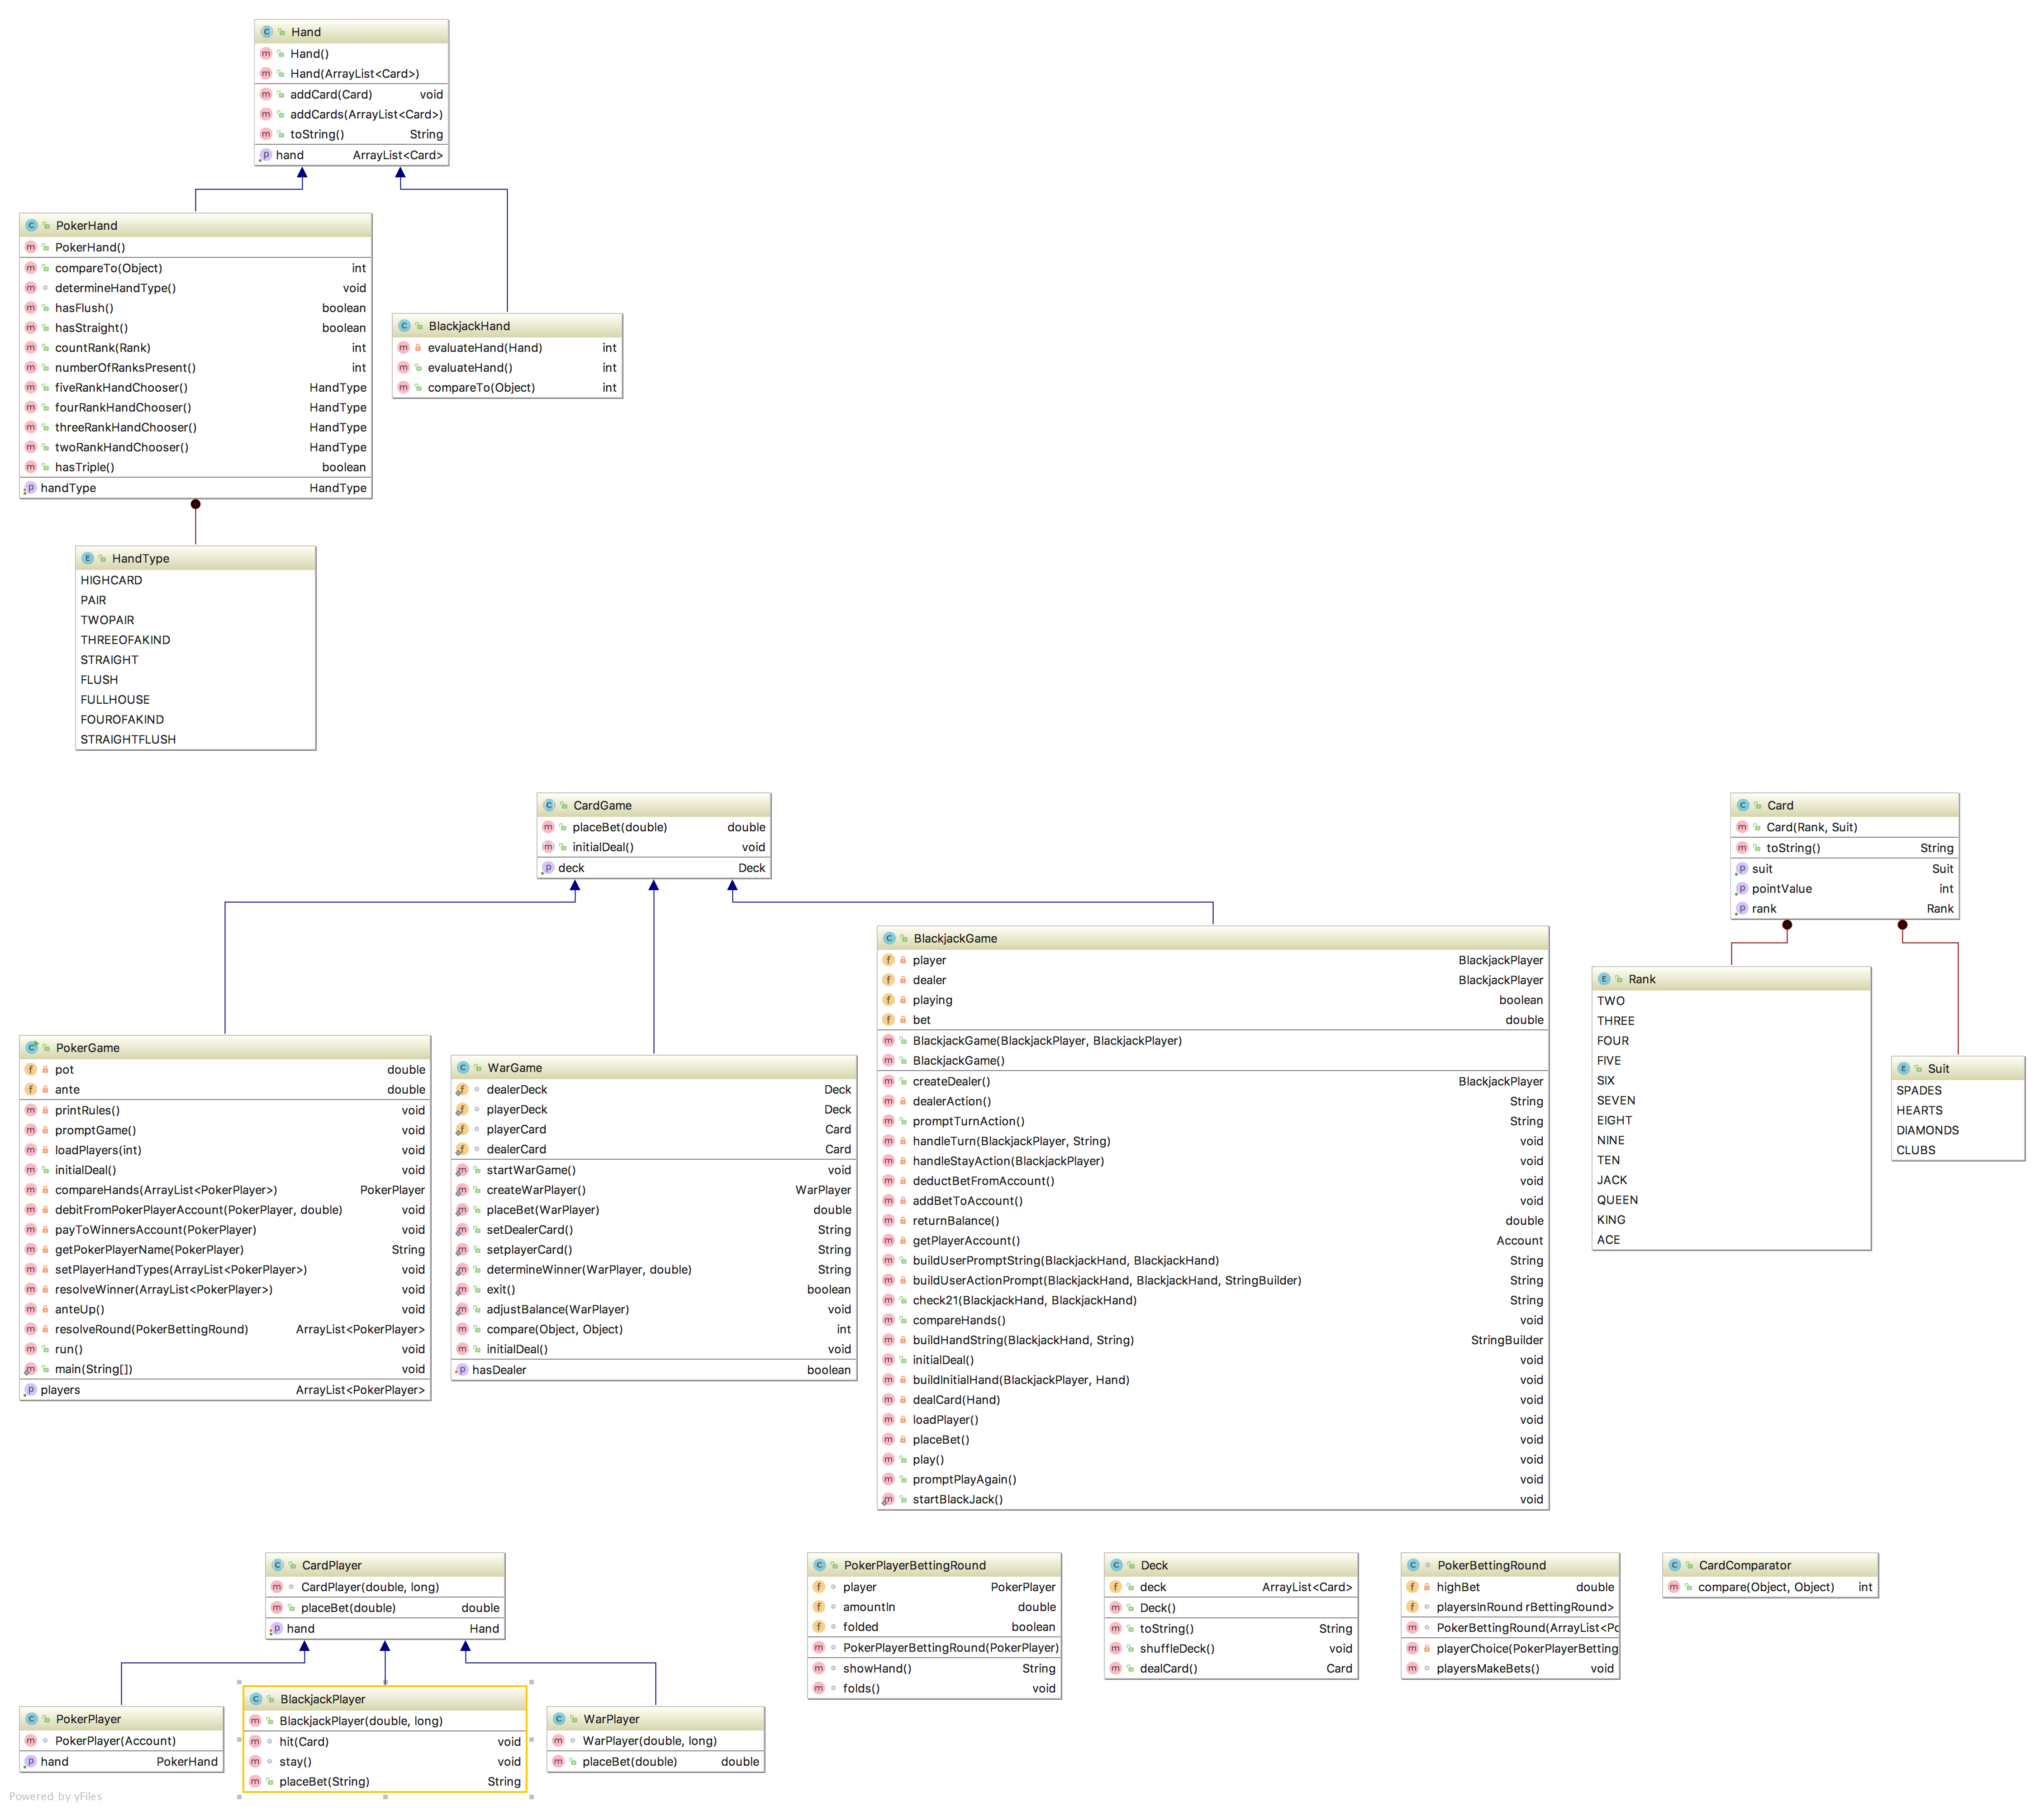 Hand
Hand()
Hand(ArrayList<Card>)
addCard(Card) void
addCards(ArrayList<Card>)
toString() String
hand ArrayList<Card>
PokerHand
PokerHand()
compareTo(Object) int
determineHandType() void
hasFlush() boolean
hasStraight() boolean
countRank(Rank) int
numberOfRanksPresent() int
fiveRankHandChooser() HandType
fourRankHandChooser() HandType
threeRankHandChooser() HandType
twoRankHandChooser() HandType
hasTriple() boolean
handType HandType
BlackjackHand
evaluateHand(Hand) int
evaluateHand() int
compareTo(Object) int
HandType
HIGHCARD
PAIR
TWOPAIR
THREEOFAKIND
STRAIGHT
FLUSH
FULLHOUSE
FOUROFAKIND
STRAIGHTFLUSH
CardGame
placeBet(double) double
initialDeal() void
deck Deck
Card
Card(Rank, Suit)
toString() String
suit Suit
pointValue int
rank Rank
PokerGame
pot double
ante double
printRules() void
promptGame() void
loadPlayers(int) void
initialDeal() void
compareHands(ArrayList<PokerPlayer>) PokerPlayer
debitFromPokerPlayerAccount(PokerPlayer, double) void
payToWinnersAccount(PokerPlayer) void
getPokerPlayerName(PokerPlayer) String
setPlayerHandTypes(ArrayList<PokerPlayer>) void
resolveWinner(ArrayList<PokerPlayer>) void
anteUp() void
resolveRound(PokerBettingRound) ArrayList<PokerPlayer>
run() void
main(String[]) void
players ArrayList<PokerPlayer>
WarGame
dealerDeck Deck
playerDeck Deck
playerCard Card
dealerCard Card
startWarGame() void
createWarPlayer() WarPlayer
placeBet(WarPlayer) double
setDealerCard() String
setplayerCard() String
determineWinner(WarPlayer, double) String
exit() boolean
adjustBalance(WarPlayer) void
compare(Object, Object) int
initialDeal() void
hasDealer boolean
BlackjackGame
player BlackjackPlayer
dealer BlackjackPlayer
playing boolean
bet double
BlackjackGame(BlackjackPlayer, BlackjackPlayer)
BlackjackGame()
createDealer() BlackjackPlayer
dealerAction() String
promptTurnAction() String
handleTurn(BlackjackPlayer, String) void
handleStayAction(BlackjackPlayer) void
deductBetFromAccount() void
addBetToAccount() void
returnBalance() double
getPlayerAccount() Account
buildUserPromptString(BlackjackHand, BlackjackHand) String
buildUserActionPrompt(BlackjackHand, BlackjackHand, StringBuilder) String
check21(BlackjackHand, BlackjackHand) String
compareHands() void
buildHandString(BlackjackHand, String) StringBuilder
initialDeal() void
buildInitialHand(BlackjackPlayer, Hand) void
dealCard(Hand) void
loadPlayer() void
placeBet() void
play() void
promptPlayAgain() void
startBlackJack() void
Rank
TWO
THREE
FOUR
FIVE
SIX
SEVEN
EIGHT
NINE
TEN
JACK
QUEEN
KING
ACE
Suit
SPADES
HEARTS
DIAMONDS
CLUBS
CardPlayer
CardPlayer(double, long)
placeBet(double) double
hand Hand
PokerPlayer
PokerPlayer(Account)
hand PokerHand
BlackjackPlayer
BlackjackPlayer(double, long)
hit(Card) void
stay() void
placeBet(String) String
WarPlayer
WarPlayer(double, long)
placeBet(double) double
PokerPlayerBettingRound
player PokerPlayer
amountIn double
folded boolean
PokerPlayerBettingRound(PokerPlayer)
showHand() String
folds() void
Deck
deck ArrayList<Card>
Deck()
toString() String
shuffleDeck() void
dealCard() Card
PokerBettingRound
highBet double
playersInRound rBettingRound>
PokerBettingRound(ArrayList<Pc
playerChoice(PokerPlayerBetting
playersMakeBets() void
CardComparator
compare(Object, Object) int
Powered by yFiles